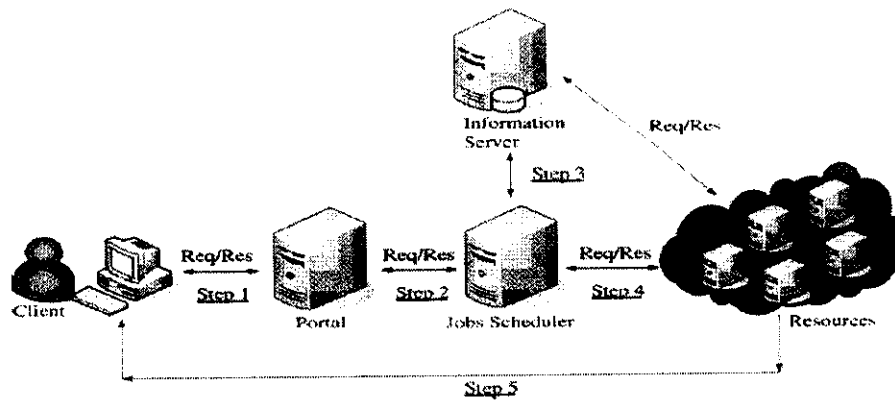 Information
Server
Req/Res
Step 3
Req/Res
Req/Res
Req/Res
Step 1
Step 2
Step 4
Client
Portal
Jobs Scheduler
Resources
Step 5